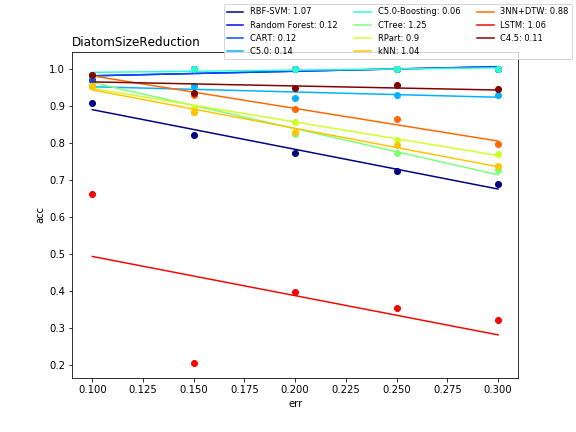 RBF-SVM: 1.07
Random Forest: 0.12
CART: 0.12
C5.0: 0.14
C5.0-Boosting: 0.06
CTree: 1.25
RPart: 0.9
kNN: 1.04
3NN+DTW: 0.88
LSTM: 1.06
C4.5: 0.11
DiatomSizeReduction
1.0
0.9
0.8
0.7
0.6
0.5
0.4
0.3
0.2
acc
0.100 0.125 0.150 0.175 0.200 0.225 0.250 0.275 0.300
err